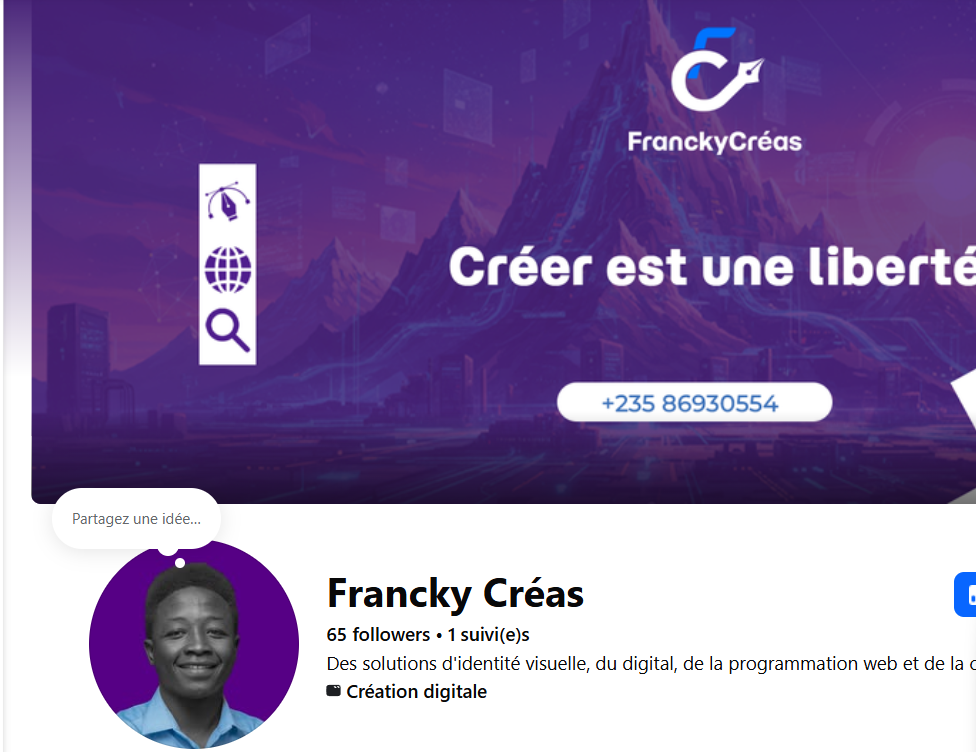 FranckyCréas
Créer est une liberté
+235 86930554
Partagez une idée...
Francky Créas
65 followers • 1 suivi(e)s
Des solutions d'identité visuelle, du digital, de la programmation web et de la
Création digitale